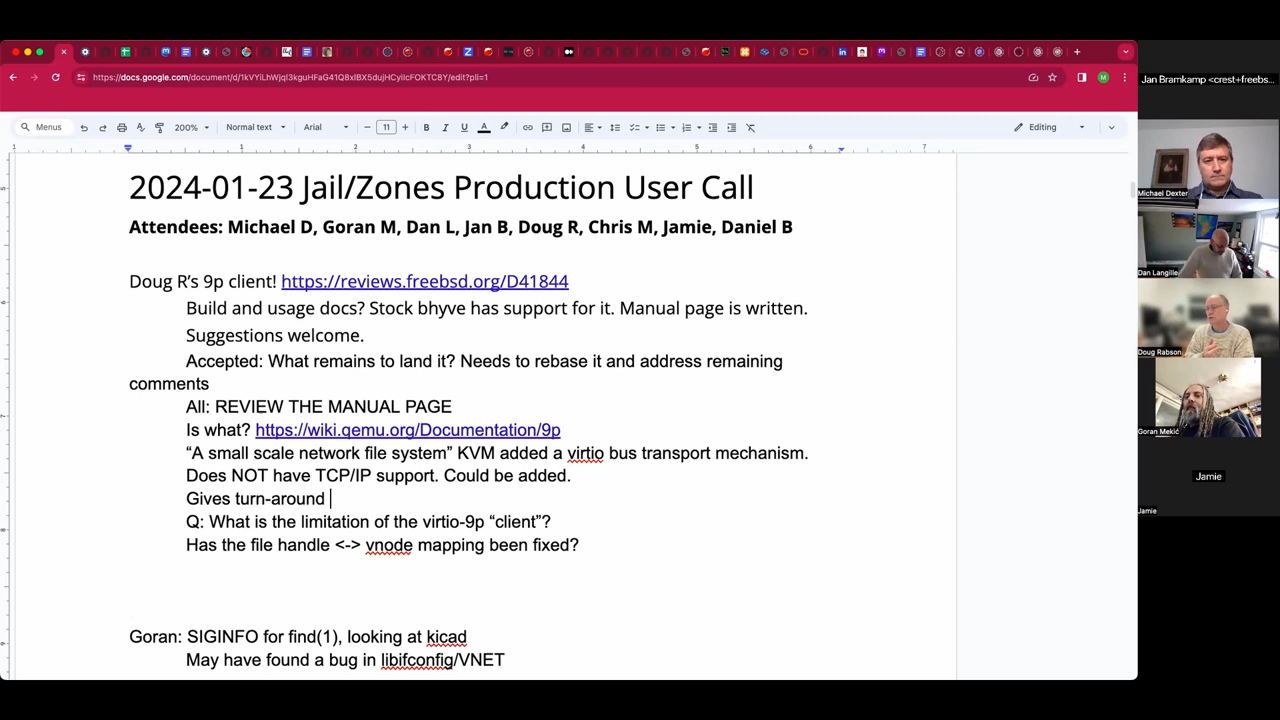 https://docs.google.com/document/d/1kVYiLhWjqI3kguHFaG41Q8xIBX5dujHCyiIcFOKTC8Y/edit?pli=1
Menus 200% Normal text Arial 11 Editing
2024-01-23 Jail/Zones Production User Call
Attendees: Michael D, Goran M, Dan L, Jan B, Doug R, Chris M, Jamie, Daniel B
Doug R’s 9p client! https://reviews.freebsd.org/D41844
Build and usage docs? Stock bhyve has support for it. Manual page is written.
Suggestions welcome.
Accepted: What remains to land it? Needs to rebase it and address remaining
comments
All: REVIEW THE MANUAL PAGE
Is what? https://wiki.qemu.org/Documentation/9p
“A small scale network file system” KVM added a virtio bus transport mechanism.
Does NOT have TCP/IP support. Could be added.
Gives turn-around
Q: What is the limitation of the virtio-9p “client”?
Has the file handle <-> vnode mapping been fixed?
Goran: SIGINFO for find(1), looking at kicad
May have found a bug in libifconfig/VNET
Jan Bramkamp <crest+freebs...
Michael Dexter
Dan Langille
Doug Rabson
Goran Mekić
Jamie
Jamie